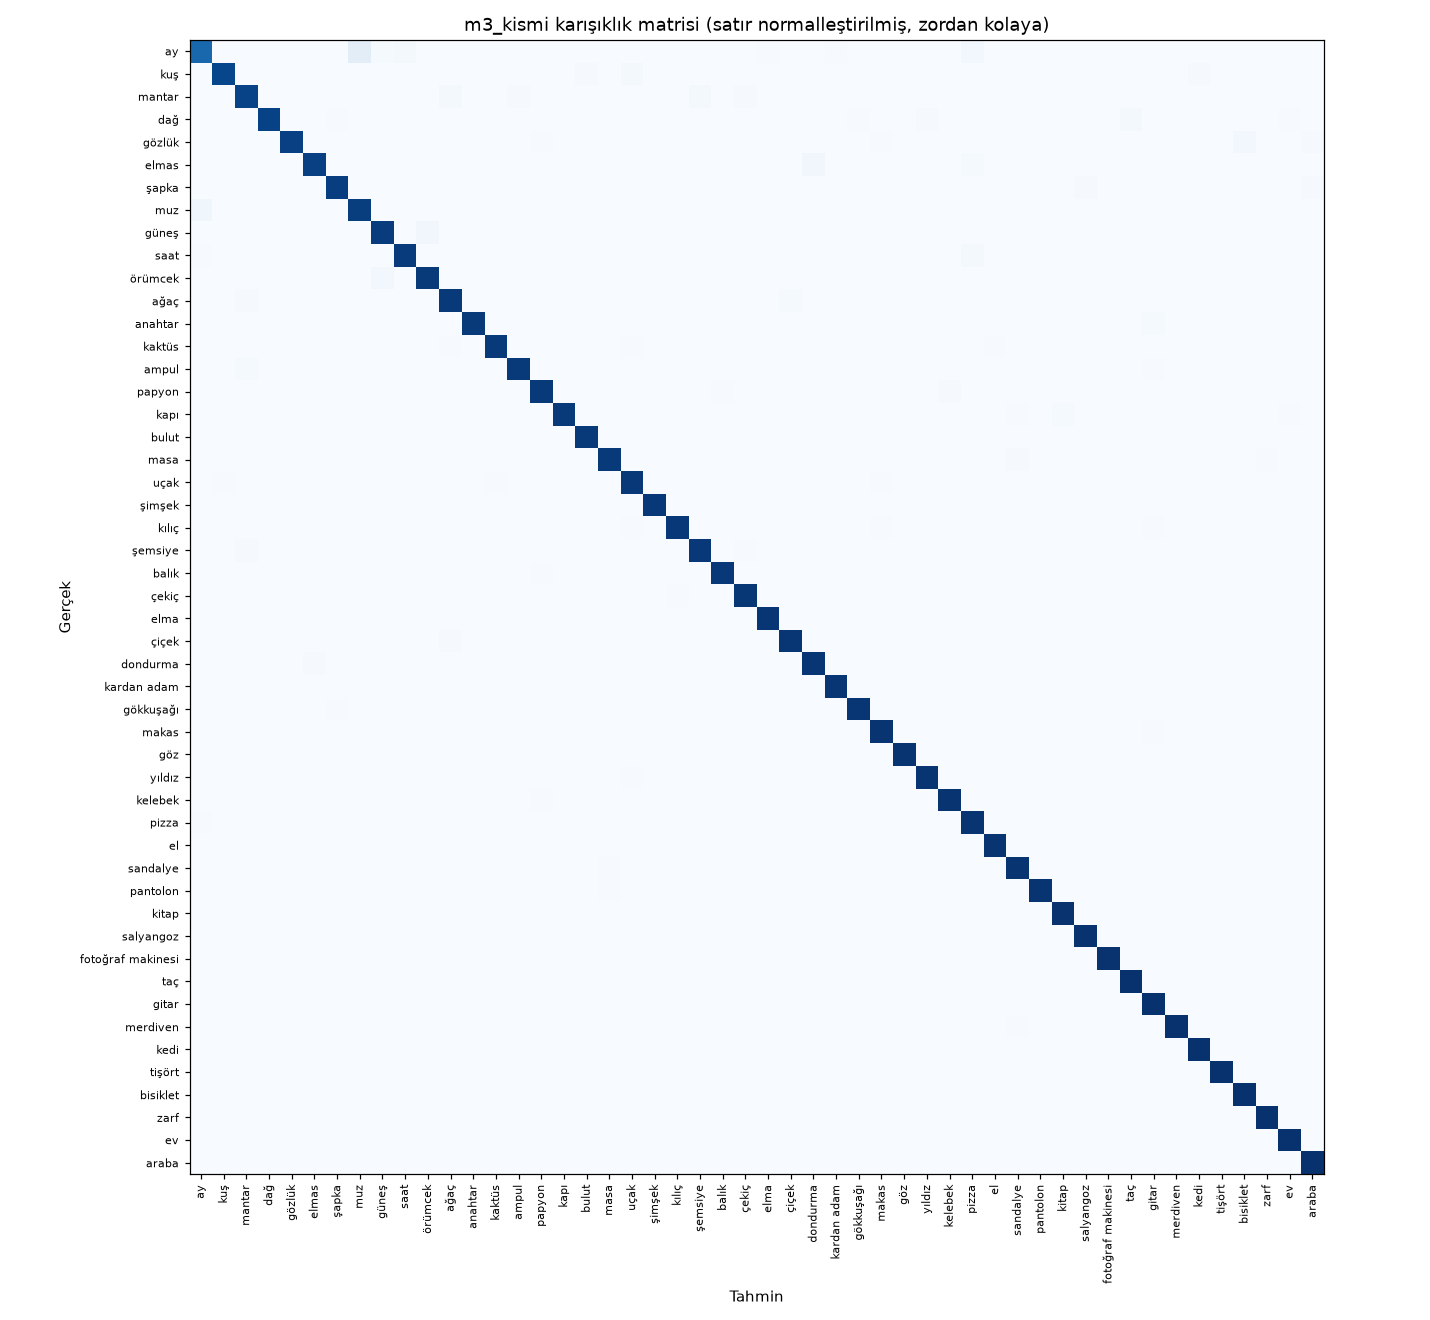 m3_kismi karışıklık matrisi (satır normalleştirilmiş, zordan kolaya)
ay
kuş
mantar
dağ
gözlük
elmas
şapka
muz
güneş
saat
örümcek
ağaç
anahtar
kaktüs
ampul
papyon
kapı
bulut
masa
uçak
şimşek
kılıç
şemsiye
balık
çekiç
elma
çiçek
dondurma
kardan adam
gökkuşağı
makas
göz
yıldız
kelebek
pizza
el
sandalye
pantolon
kitap
salyangoz
fotoğraf makinesi
taç
gitar
merdiven
kedi
tişört
bisiklet
zarf
ev
araba
Gerçek
ay
kuş
mantar
dağ
gözlük
elmas
şapka
muz
güneş
saat
örümcek
ağaç
anahtar
kaktüs
ampul
papyon
kapı
bulut
masa
uçak
şimşek
kılıç
şemsiye
balık
çekiç
elma
çiçek
dondurma
kardan adam
gökkuşağı
makas
göz
yıldız
kelebek
pizza
el
sandalye
pantolon
kitap
salyangoz
fotoğraf makinesi
taç
gitar
merdiven
kedi
tişört
bisiklet
zarf
ev
araba
Tahmin